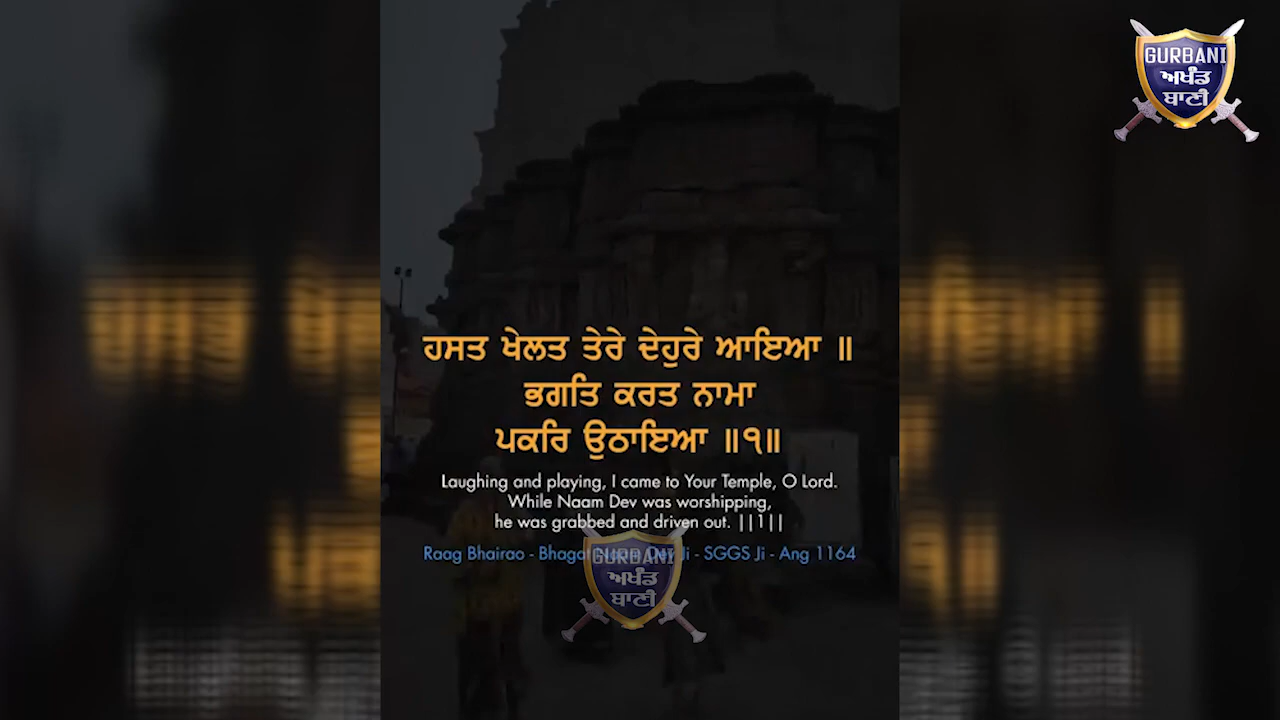 GURBANI
ਅਖੰਡ
ਬਾਣੀ
ਹਸਤ ਖੇਲਤ ਤੇਰੇ ਦੇਹੁਰੇ ਆਇਆ ॥
ਭਗਤਿ ਕਰਤ ਨਾਮਾ
ਪਕਰਿ ਉਠਾਇਆ ॥੧॥
Laughing and playing, I came to Your Temple, O Lord.
While Naam Dev was worshipping,
he was grabbed and driven out. ||1||
Raag Bhairao - Bhagat Naam Dev Ji - SGGS Ji - Ang 1164
GURBANI
ਅਖੰਡ
ਬਾਣੀ